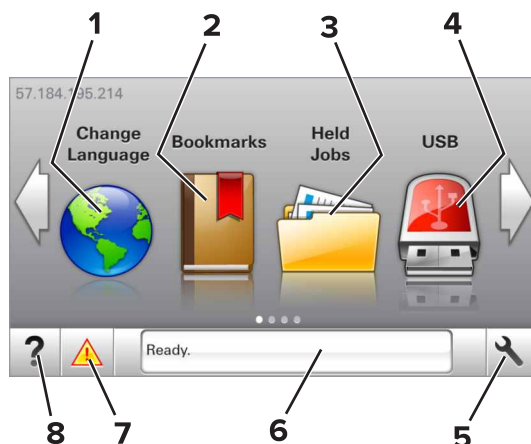 1 2 3 4
57.184.195.214
Change Language
Bookmarks
Held Jobs
USB
?
Ready.
8 7 6 5